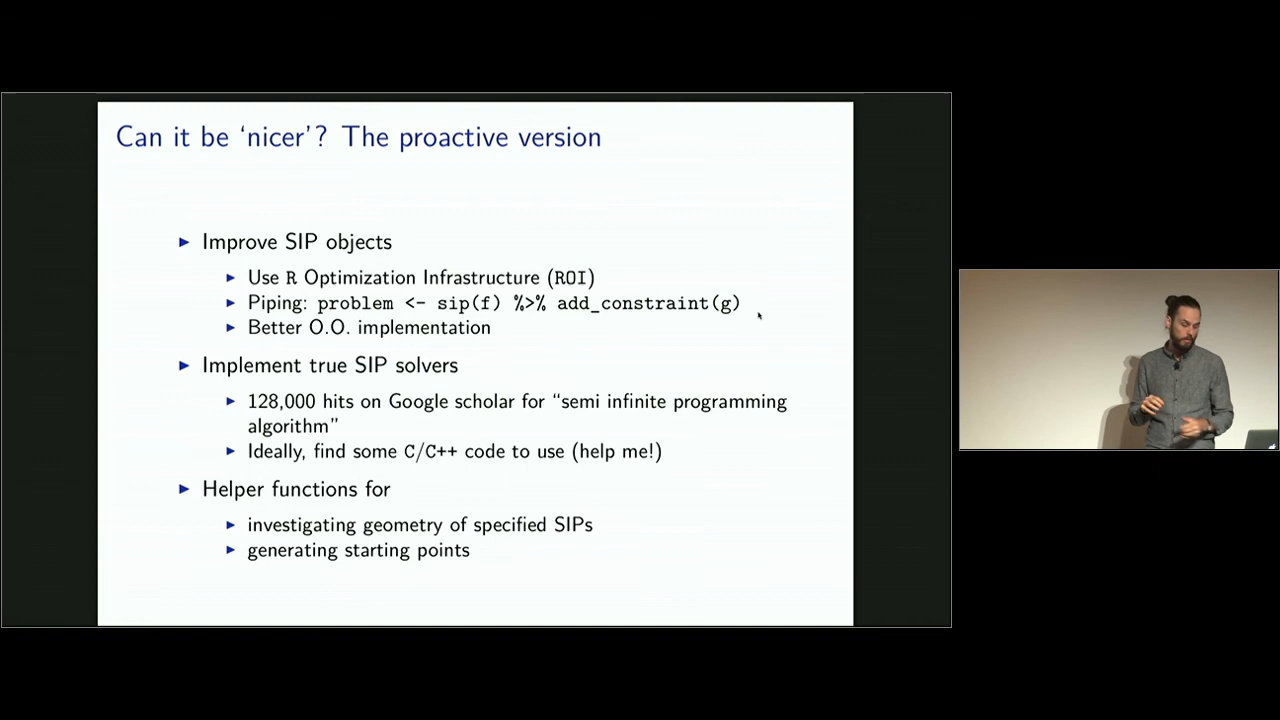 Can it be ‘nicer’? The proactive version
▶ Improve SIP objects
▶ Use R Optimization Infrastructure (ROI)
▶ Piping: problem <- sip(f) %>% add_constraint(g)
▶ Better O.O. implementation
▶ Implement true SIP solvers
▶ 128,000 hits on Google scholar for “semi infinite programming
algorithm”
▶ Ideally, find some C/C++ code to use (help me!)
▶ Helper functions for
▶ investigating geometry of specified SIPs
▶ generating starting points